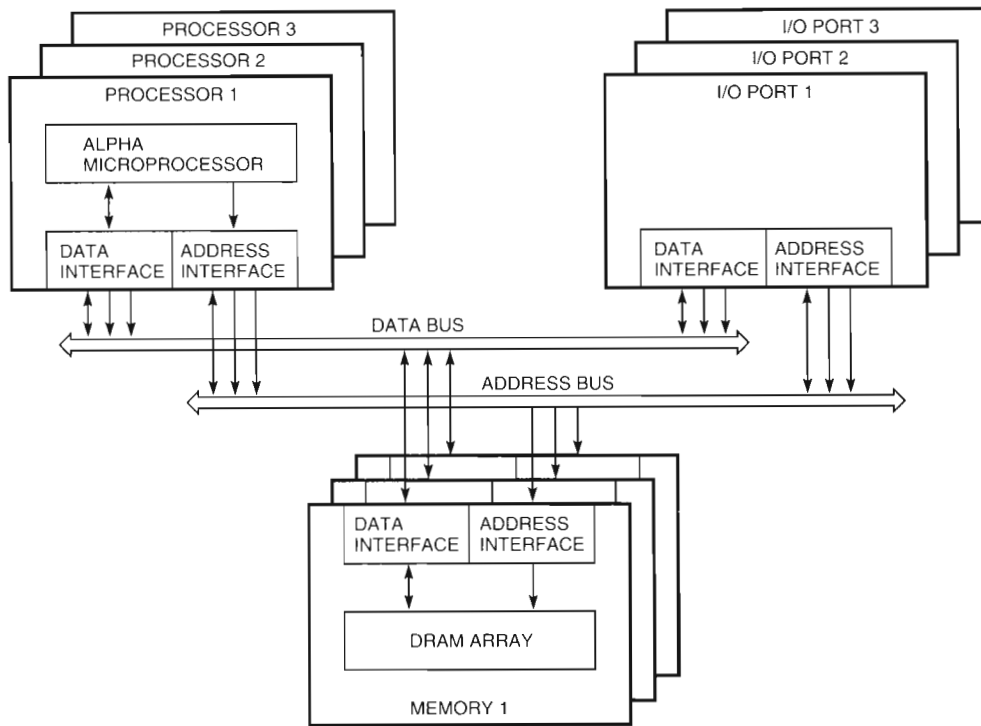 PROCESSOR 3
PROCESSOR 2
PROCESSOR 1
ALPHA
MICROPROCESSOR
DATA
INTERFACE
ADDRESS
INTERFACE
I/O PORT 3
I/O PORT 2
I/O PORT 1
DATA
INTERFACE
ADDRESS
INTERFACE
DATA BUS
ADDRESS BUS
DATA
INTERFACE
ADDRESS
INTERFACE
DRAM ARRAY
MEMORY 1